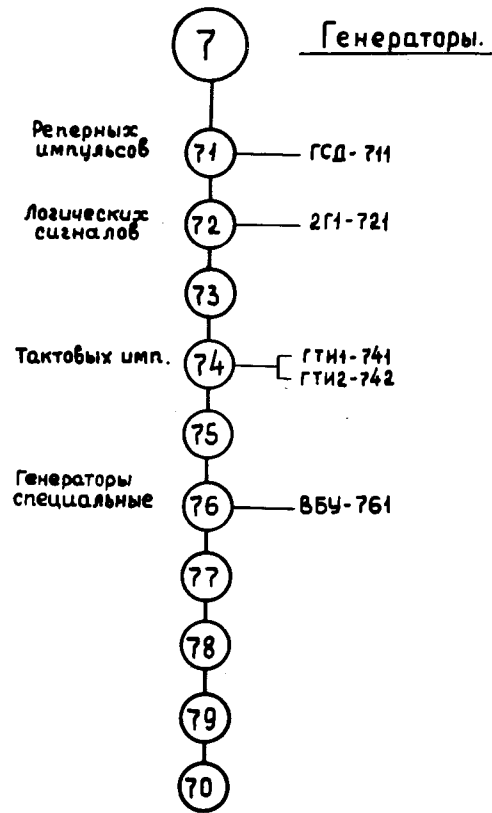 7
Генераторы.
Реперных
импульсов
71
ГСД-711
Логических
сигналов
72
2Г1-721
73
Тактовых имп.
74
ГТИ1-741
ГТИ2-742
75
Генераторы
специальные
76
ВБУ-761
77
78
79
70